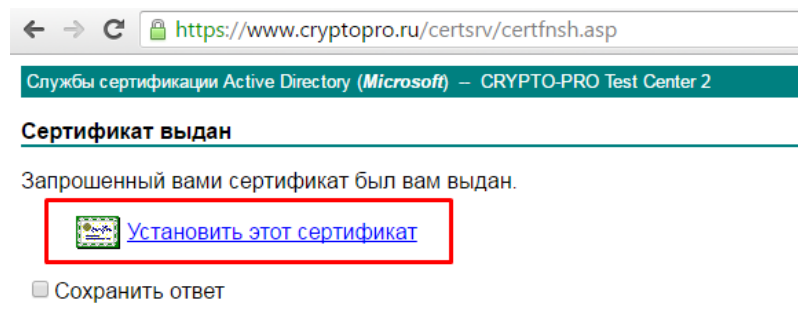 https://www.cryptopro.ru/certsrv/certfnsh.asp
Службы сертификации Active Directory (Microsoft) – CRYPTO-PRO Test Center 2
Сертификат выдан
Запрошенный вами сертификат был вам выдан.
Установить этот сертификат
Сохранить ответ